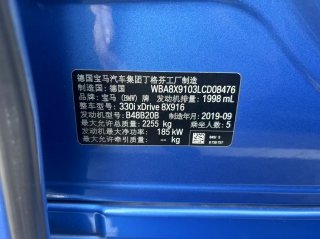 德国宝马汽车集团丁格芬工厂制造
制造国：德国 WBA8X9103LCD08476
品牌：宝马（BMW）牌 发动机排量：1998 mL
整车型号：330i xDrive 8X916
发动机型号：B48B20B 制造年月：2019-09
最大允许总质量：2255 kg 乘坐人数：5
发动机最大净功率：185 kW
最大允许牵引质量：-- kg